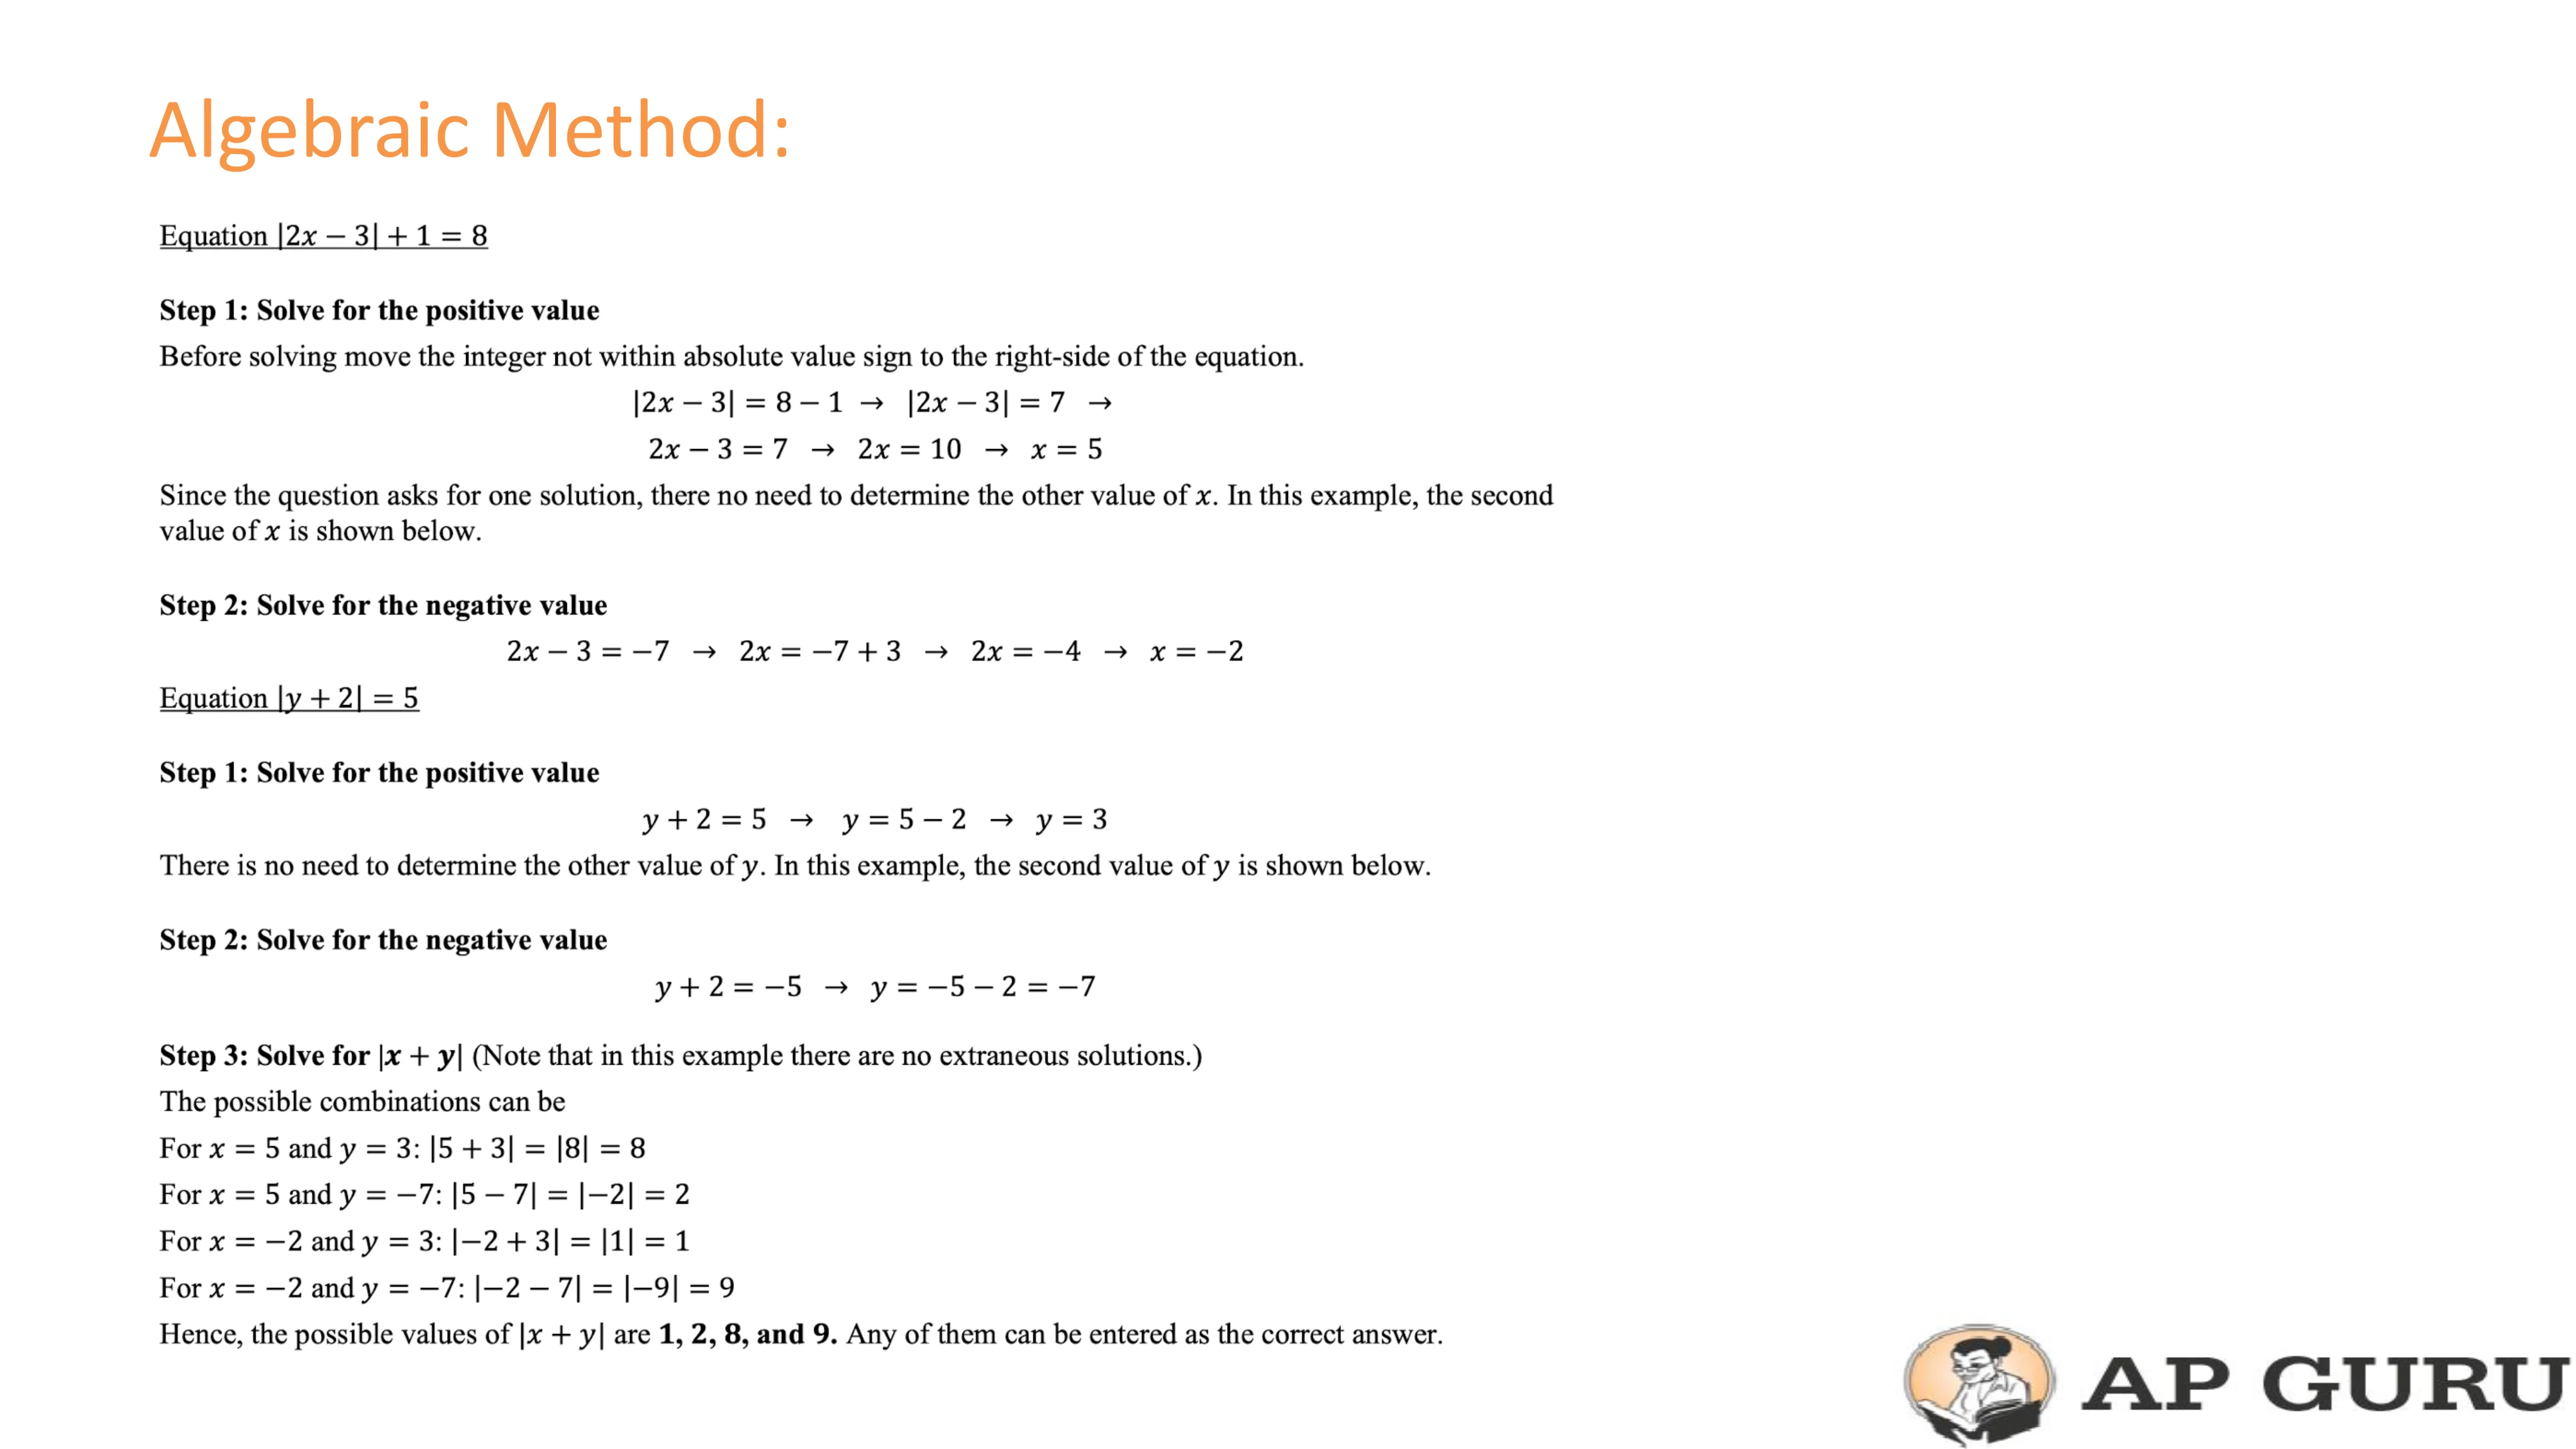 Algebraic Method:
Equation |2x − 3| + 1 = 8
Step 1: Solve for the positive value
Before solving move the integer not within absolute value sign to the right-side of the equation.
|2x − 3| = 8 − 1 → |2x − 3| = 7 →
2x − 3 = 7 → 2x = 10 → x = 5
Since the question asks for one solution, there no need to determine the other value of x. In this example, the second
value of x is shown below.
Step 2: Solve for the negative value
2x − 3 = −7 → 2x = −7 + 3 → 2x = −4 → x = −2
Equation |y + 2| = 5
Step 1: Solve for the positive value
y + 2 = 5 → y = 5 − 2 → y = 3
There is no need to determine the other value of y. In this example, the second value of y is shown below.
Step 2: Solve for the negative value
y + 2 = −5 → y = −5 − 2 = −7
Step 3: Solve for |x + y| (Note that in this example there are no extraneous solutions.)
The possible combinations can be
For x = 5 and y = 3: |5 + 3| = |8| = 8
For x = 5 and y = −7: |5 − 7| = |−2| = 2
For x = −2 and y = 3: |−2 + 3| = |1| = 1
For x = −2 and y = −7: |−2 − 7| = |−9| = 9
Hence, the possible values of |x + y| are 1, 2, 8, and 9. Any of them can be entered as the correct answer.
AP GURU